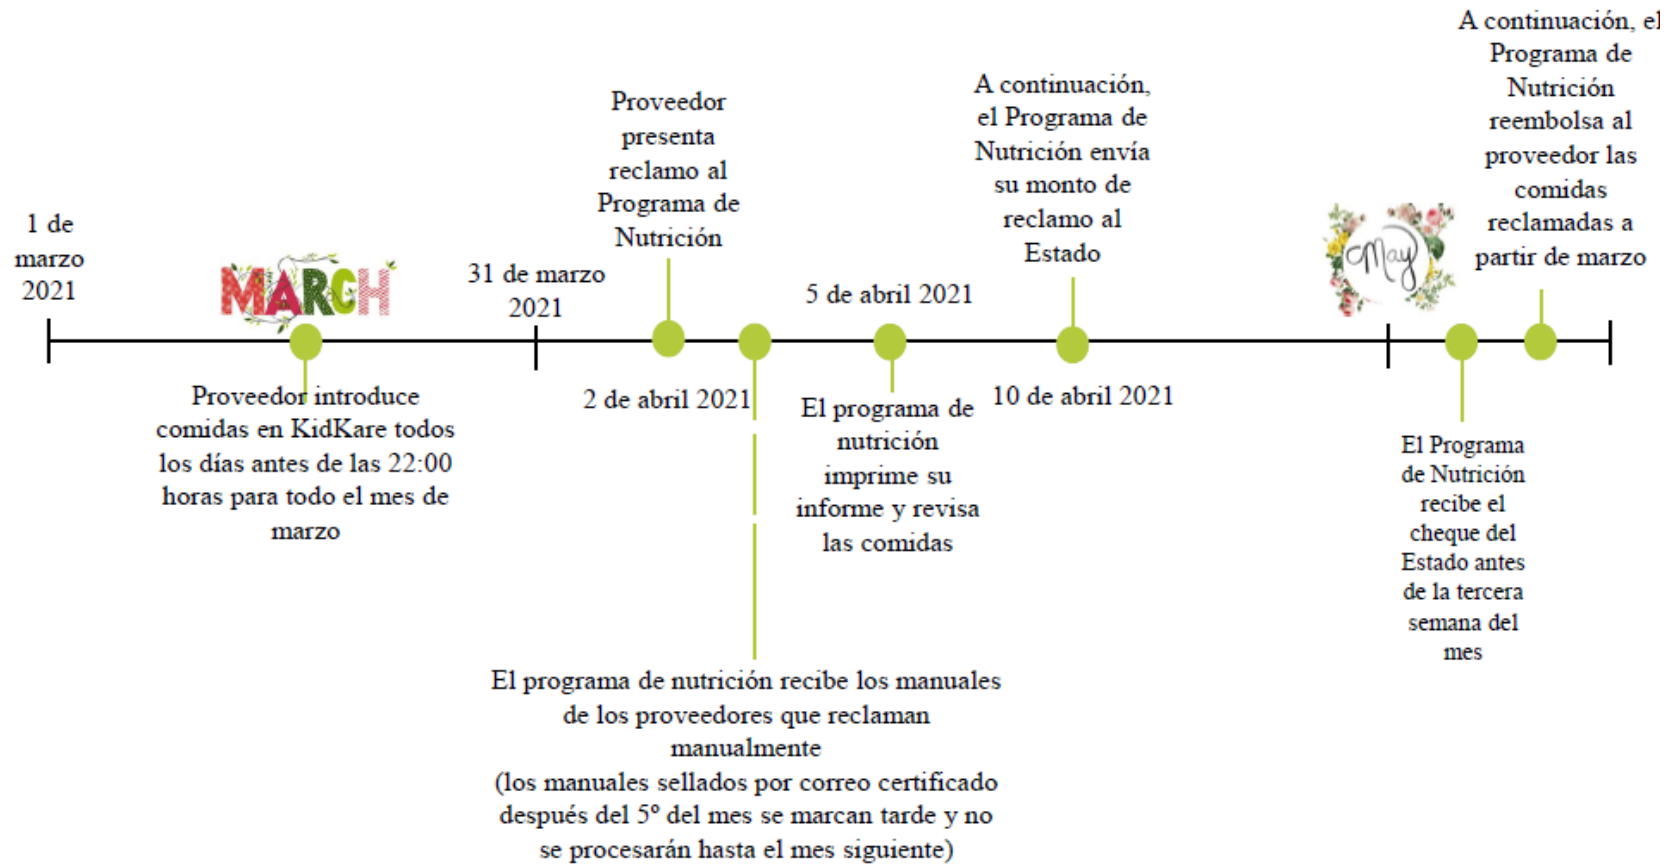 1 de
marzo
2021
MARCH
Proveedor introduce
comidas en KidKare todos
los días antes de las 22:00
horas para todo el mes de
marzo
31 de marzo
2021
Proveedor
presenta
reclamo al
Programa de
Nutrición
2 de abril 2021
El programa de nutrición recibe los manuales
de los proveedores que reclaman
manualmente
(los manuales sellados por correo certificado
después del 5º del mes se marcan tarde y no
se procesarán hasta el mes siguiente)
5 de abril 2021
El programa de
nutrición
imprime su
informe y revisa
las comidas
A continuación,
el Programa de
Nutrición envía
su monto de
reclamo al
Estado
10 de abril 2021
May
El Programa
de Nutrición
recibe el
cheque del
Estado antes
de la tercera
semana del
mes
A continuación, el
Programa de
Nutrición
reembolsa al
proveedor las
comidas
reclamadas a
partir de marzo